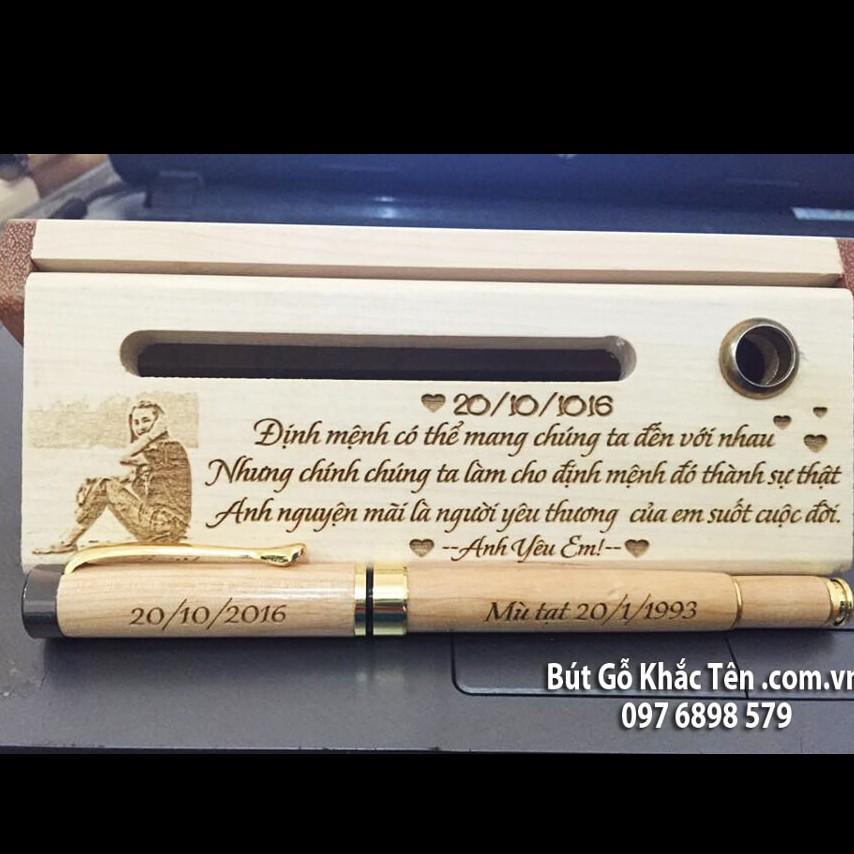 20/10/1016
Định mệnh có thể mang chúng ta đến với nhau
Nhưng chính chúng ta làm cho định mệnh đó thành sự thật
Anh nguyện mãi là người yêu thương của em suốt cuộc đời.
--Anh Yêu Em!--
20/10/2016
Mù tạt 20/1/1993
Bút Gỗ Khắc Tên .com.vn
097 6898 579